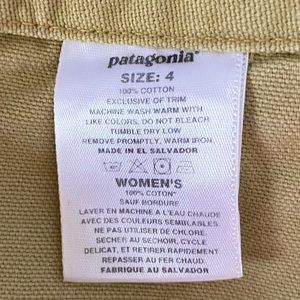 patagonia®
SIZE: 4
100% COTTON
EXCLUSIVE OF TRIM
MACHINE WASH WARM WITH
LIKE COLORS. DO NOT BLEACH
TUMBLE DRY LOW
REMOVE PROMPTLY, WARM IRON.
MADE IN EL SALVADOR
WOMEN'S
100% COTON*
SAUF BORDURE
LAVER EN MACHINE A L'EAU CHAUDE
AVEC DES COULEURS SEMBLABLES.
NE PAS UTILISER DE CHLORE.
SECHER AU SECHOIR, CYCLE
DELICAT, ET RETIRER RAPIDEMENT
REPASSER AU FER CHAUD.
FABRIQUE AU SALVADOR